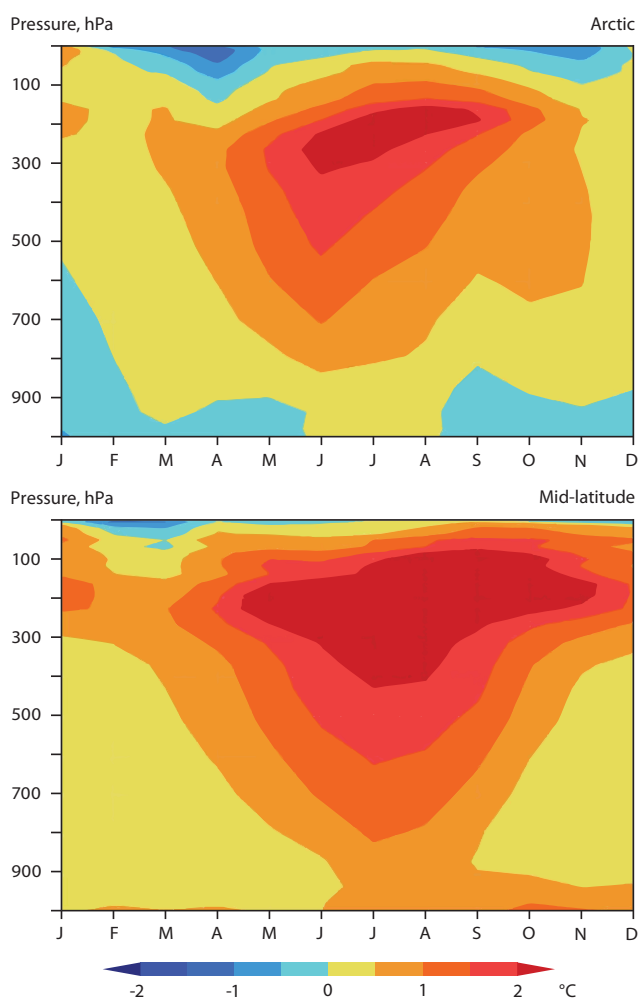 Pressure, hPa Arctic
100
300
500
700
900
J F M A M J J A S O N D
Pressure, hPa Mid-latitude
100
300
500
700
900
J F M A M J J A S O N D
-2 -1 0 1 2 °C